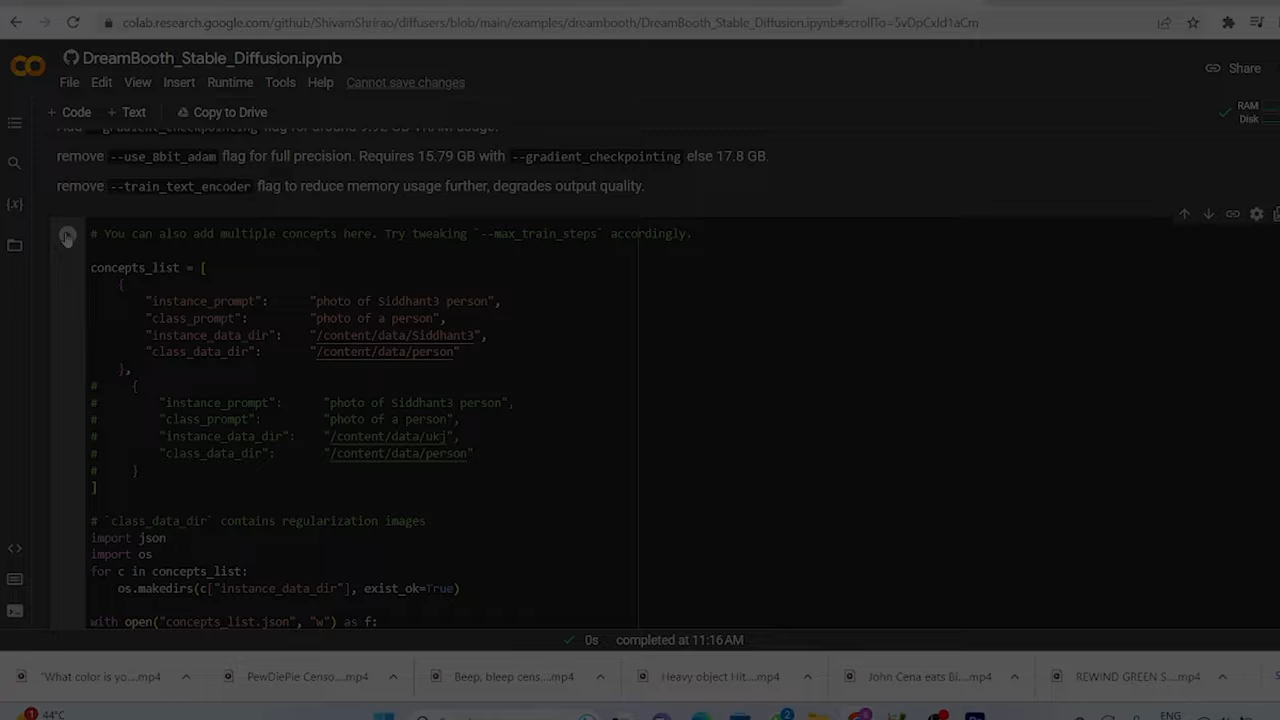 colab.research.google.com/github/ShivamShrirao/diffusers/blob/main/examples/dreambooth/DreamBooth_Stable_Diffusion.ipynb#scrollTo=5vDpCxId1aCm
DreamBooth_Stable_Diffusion.ipynb
File Edit View Insert Runtime Tools Help Cannot save changes
Share
+ Code + Text Copy to Drive
RAM
Disk
Add --gradient_checkpointing flag for around 9.92 GB VRAM usage.
remove --use_8bit_adam flag for full precision. Requires 15.79 GB with --gradient_checkpointing else 17.8 GB.
remove --train_text_encoder flag to reduce memory usage further, degrades output quality.
# You can also add multiple concepts here. Try tweaking `--max_train_steps` accordingly.
concepts_list = [
{
"instance_prompt": "photo of Siddhant3 person",
"class_prompt": "photo of a person",
"instance_data_dir": "/content/data/Siddhant3",
"class_data_dir": "/content/data/person"
},
# {
# "instance_prompt": "photo of Siddhant3 person",
# "class_prompt": "photo of a person",
# "instance_data_dir": "/content/data/ukj",
# "class_data_dir": "/content/data/person"
# }
]
# `class_data_dir` contains regularization images
import json
import os
for c in concepts_list:
os.makedirs(c["instance_data_dir"], exist_ok=True)
with open("concepts_list.json", "w") as f:
0s completed at 11:16 AM
"What color is yo....mp4
PewDiePie Censo....mp4
Beep, bleep cens....mp4
Heavy object Hit....mp4
John Cena eats Bi....mp4
REWIND GREEN S....mp4
44°C
ENG